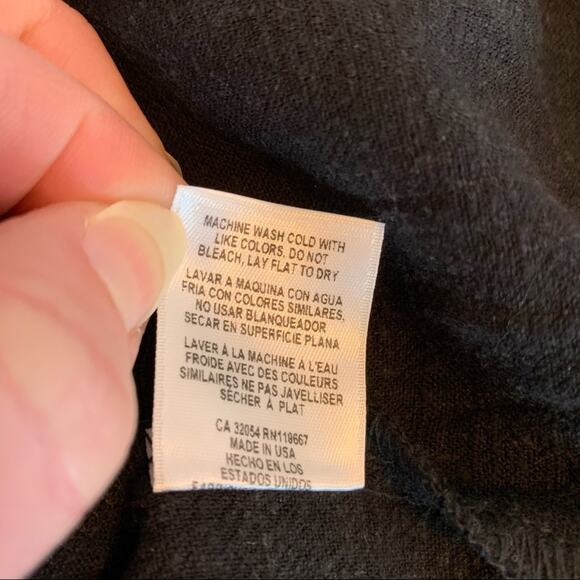 MACHINE WASH COLD WITH
LIKE COLORS, DO NOT
BLEACH, LAY FLAT TO DRY
LAVAR A MAQUINA CON AGUA
FRIA CON COLORES SIMILARES,
NO USAR BLANQUEADOR
SECAR EN SUPERFICIE PLANA
LAVER À LA MACHINE A L'EAU
FROIDE AVEC DES COULEURS
SIMILAIRES NE PAS JAVELLISER
SÉCHER À PLAT
CA 32054 RN118667
MADE IN USA
HECHO EN LOS
ESTADOS UNIDOS